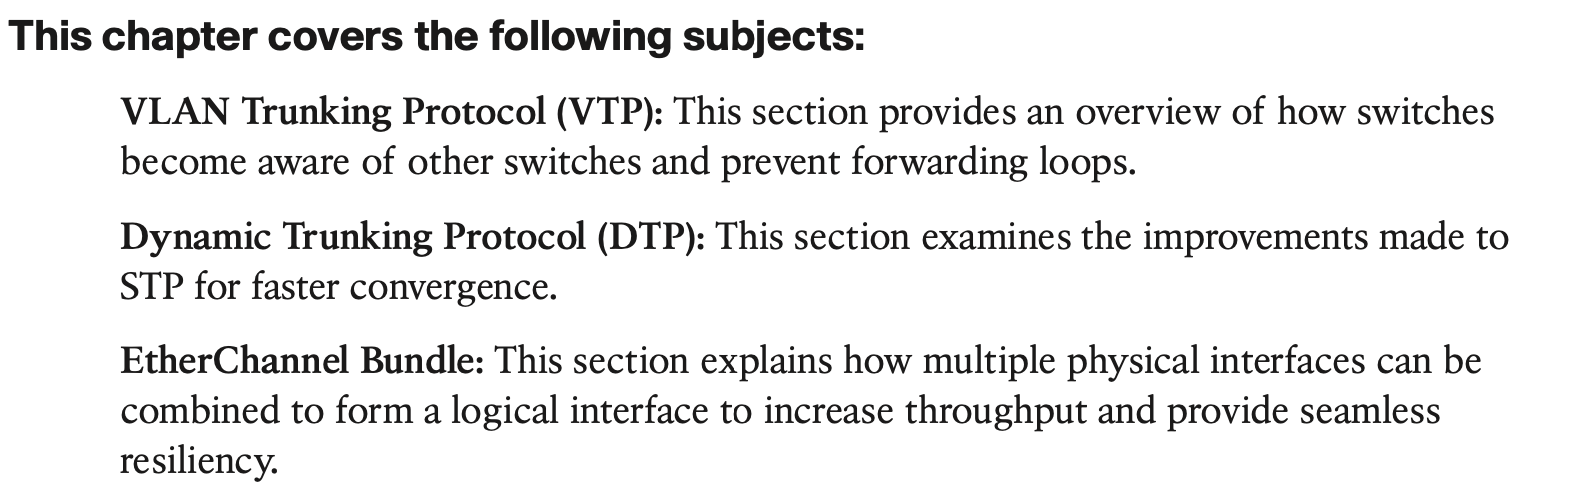 This chapter covers the following subjects:
VLAN Trunking Protocol (VTP): This section provides an overview of how switches
become aware of other switches and prevent forwarding loops.
Dynamic Trunking Protocol (DTP): This section examines the improvements made to
STP for faster convergence.
EtherChannel Bundle: This section explains how multiple physical interfaces can be
combined to form a logical interface to increase throughput and provide seamless
resiliency.